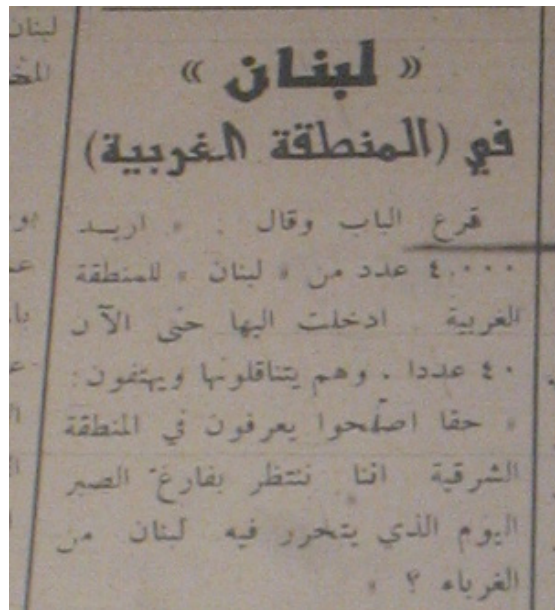 « لبنان »
في (المنطقة الغربية)
قرع الباب وقال : « اريد
٤٠٠٠ عدد من « لبنان » للمنطقة
الغربية . ادخلت اليها حتى الآن
٤٠ عددا . وهم يتناقلونها ويهتفون :
« حقا اصبحوا يعرفون في المنطقة
الشرقية اننا ننتظر بفارغ الصبر
اليوم الذي يتحرر فيه لبنان من
الغرباء ؟ »
لبنان